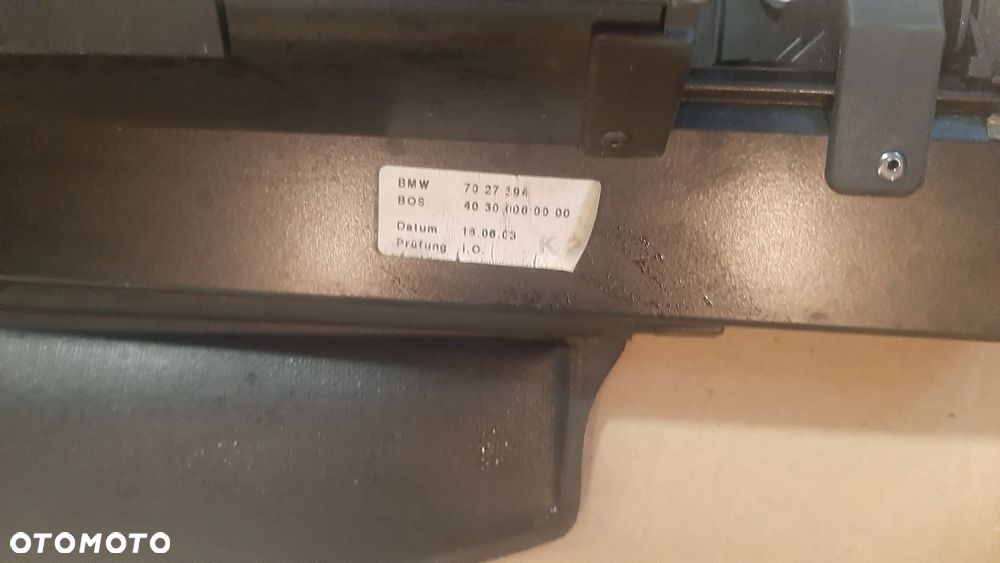 BMW 70 27 394
BOS 40 30 006 00 00
Datum 18.06.03
Prüfung I.O. K
OTOMOTO